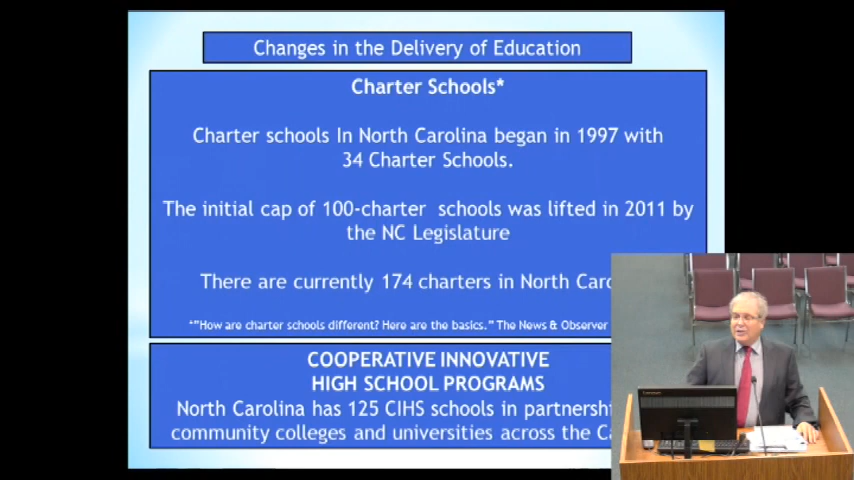 Changes in the Delivery of Education
Charter Schools*
Charter schools In North Carolina began in 1997 with
34 Charter Schools.
The initial cap of 100-charter schools was lifted in 2011 by
the NC Legislature
There are currently 174 charters in North Caro
*"How are charter schools different? Here are the basics." The News & Observer
COOPERATIVE INNOVATIVE
HIGH SCHOOL PROGRAMS
North Carolina has 125 CIHS schools in partnershi
community colleges and universities across the Ca